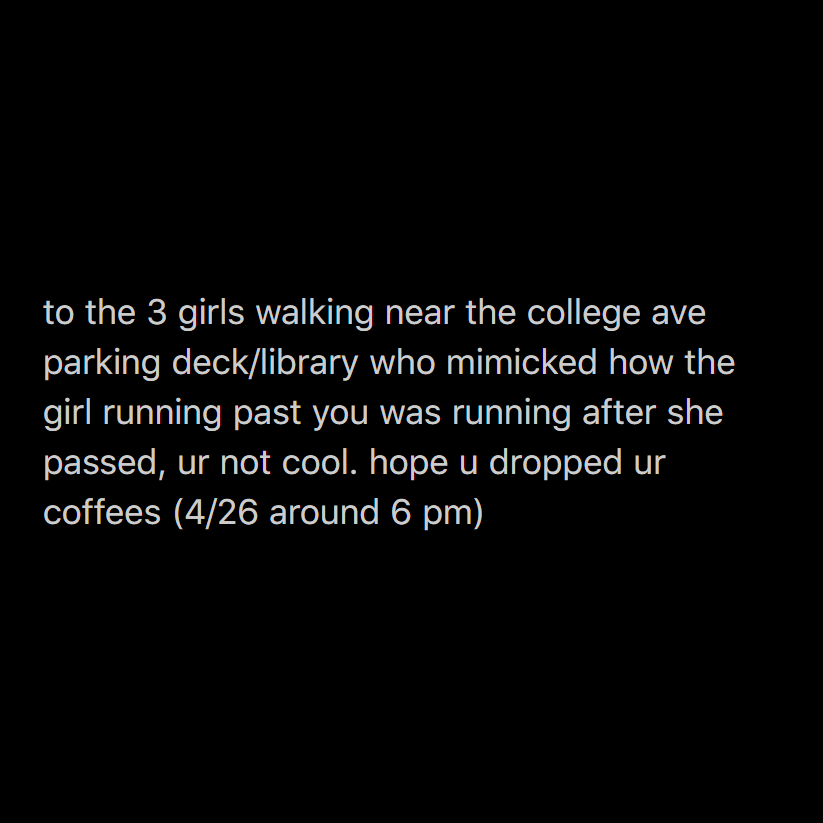 to the 3 girls walking near the college ave
parking deck/library who mimicked how the
girl running past you was running after she
passed, ur not cool. hope u dropped ur
coffees (4/26 around 6 pm)